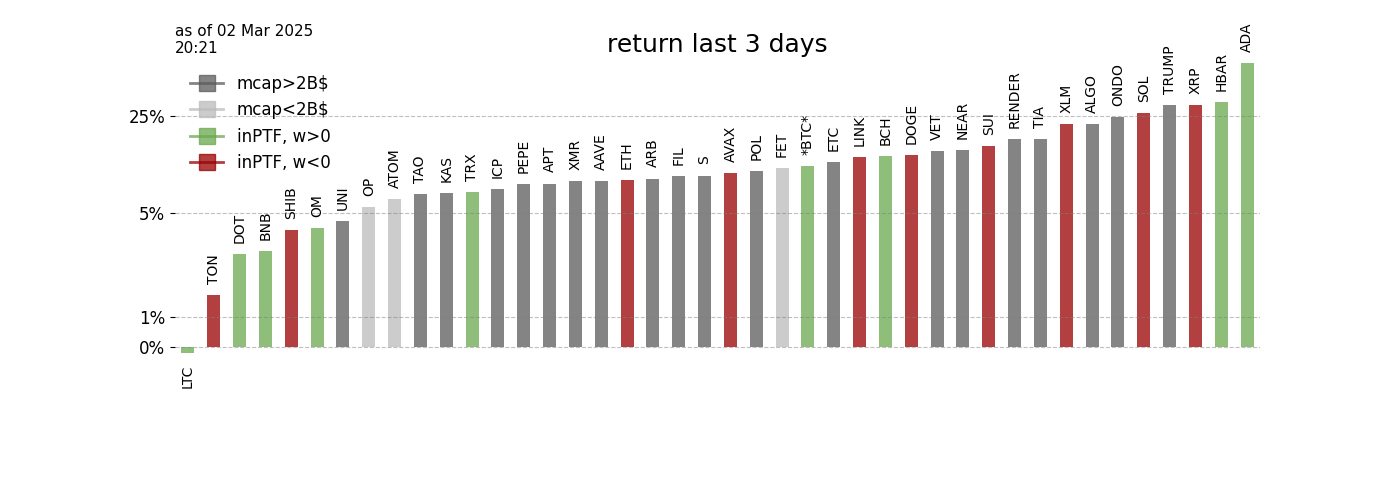 as of 02 Mar 2025
20:21
return last 3 days
mcap>2B$
mcap<2B$
inPTF, w>0
inPTF, w<0
25%
5%
1%
0%
LTC
TON
DOT
BNB
SHIB
OM
UNI
OP
ATOM
TAO
KAS
TRX
ICP
PEPE
APT
XMR
AAVE
ETH
ARB
FIL
S
AVAX
POL
FET
*BTC*
ETC
LINK
BCH
DOGE
VET
NEAR
SUI
RENDER
TIA
XLM
ALGO
ONDO
SOL
TRUMP
XRP
HBAR
ADA